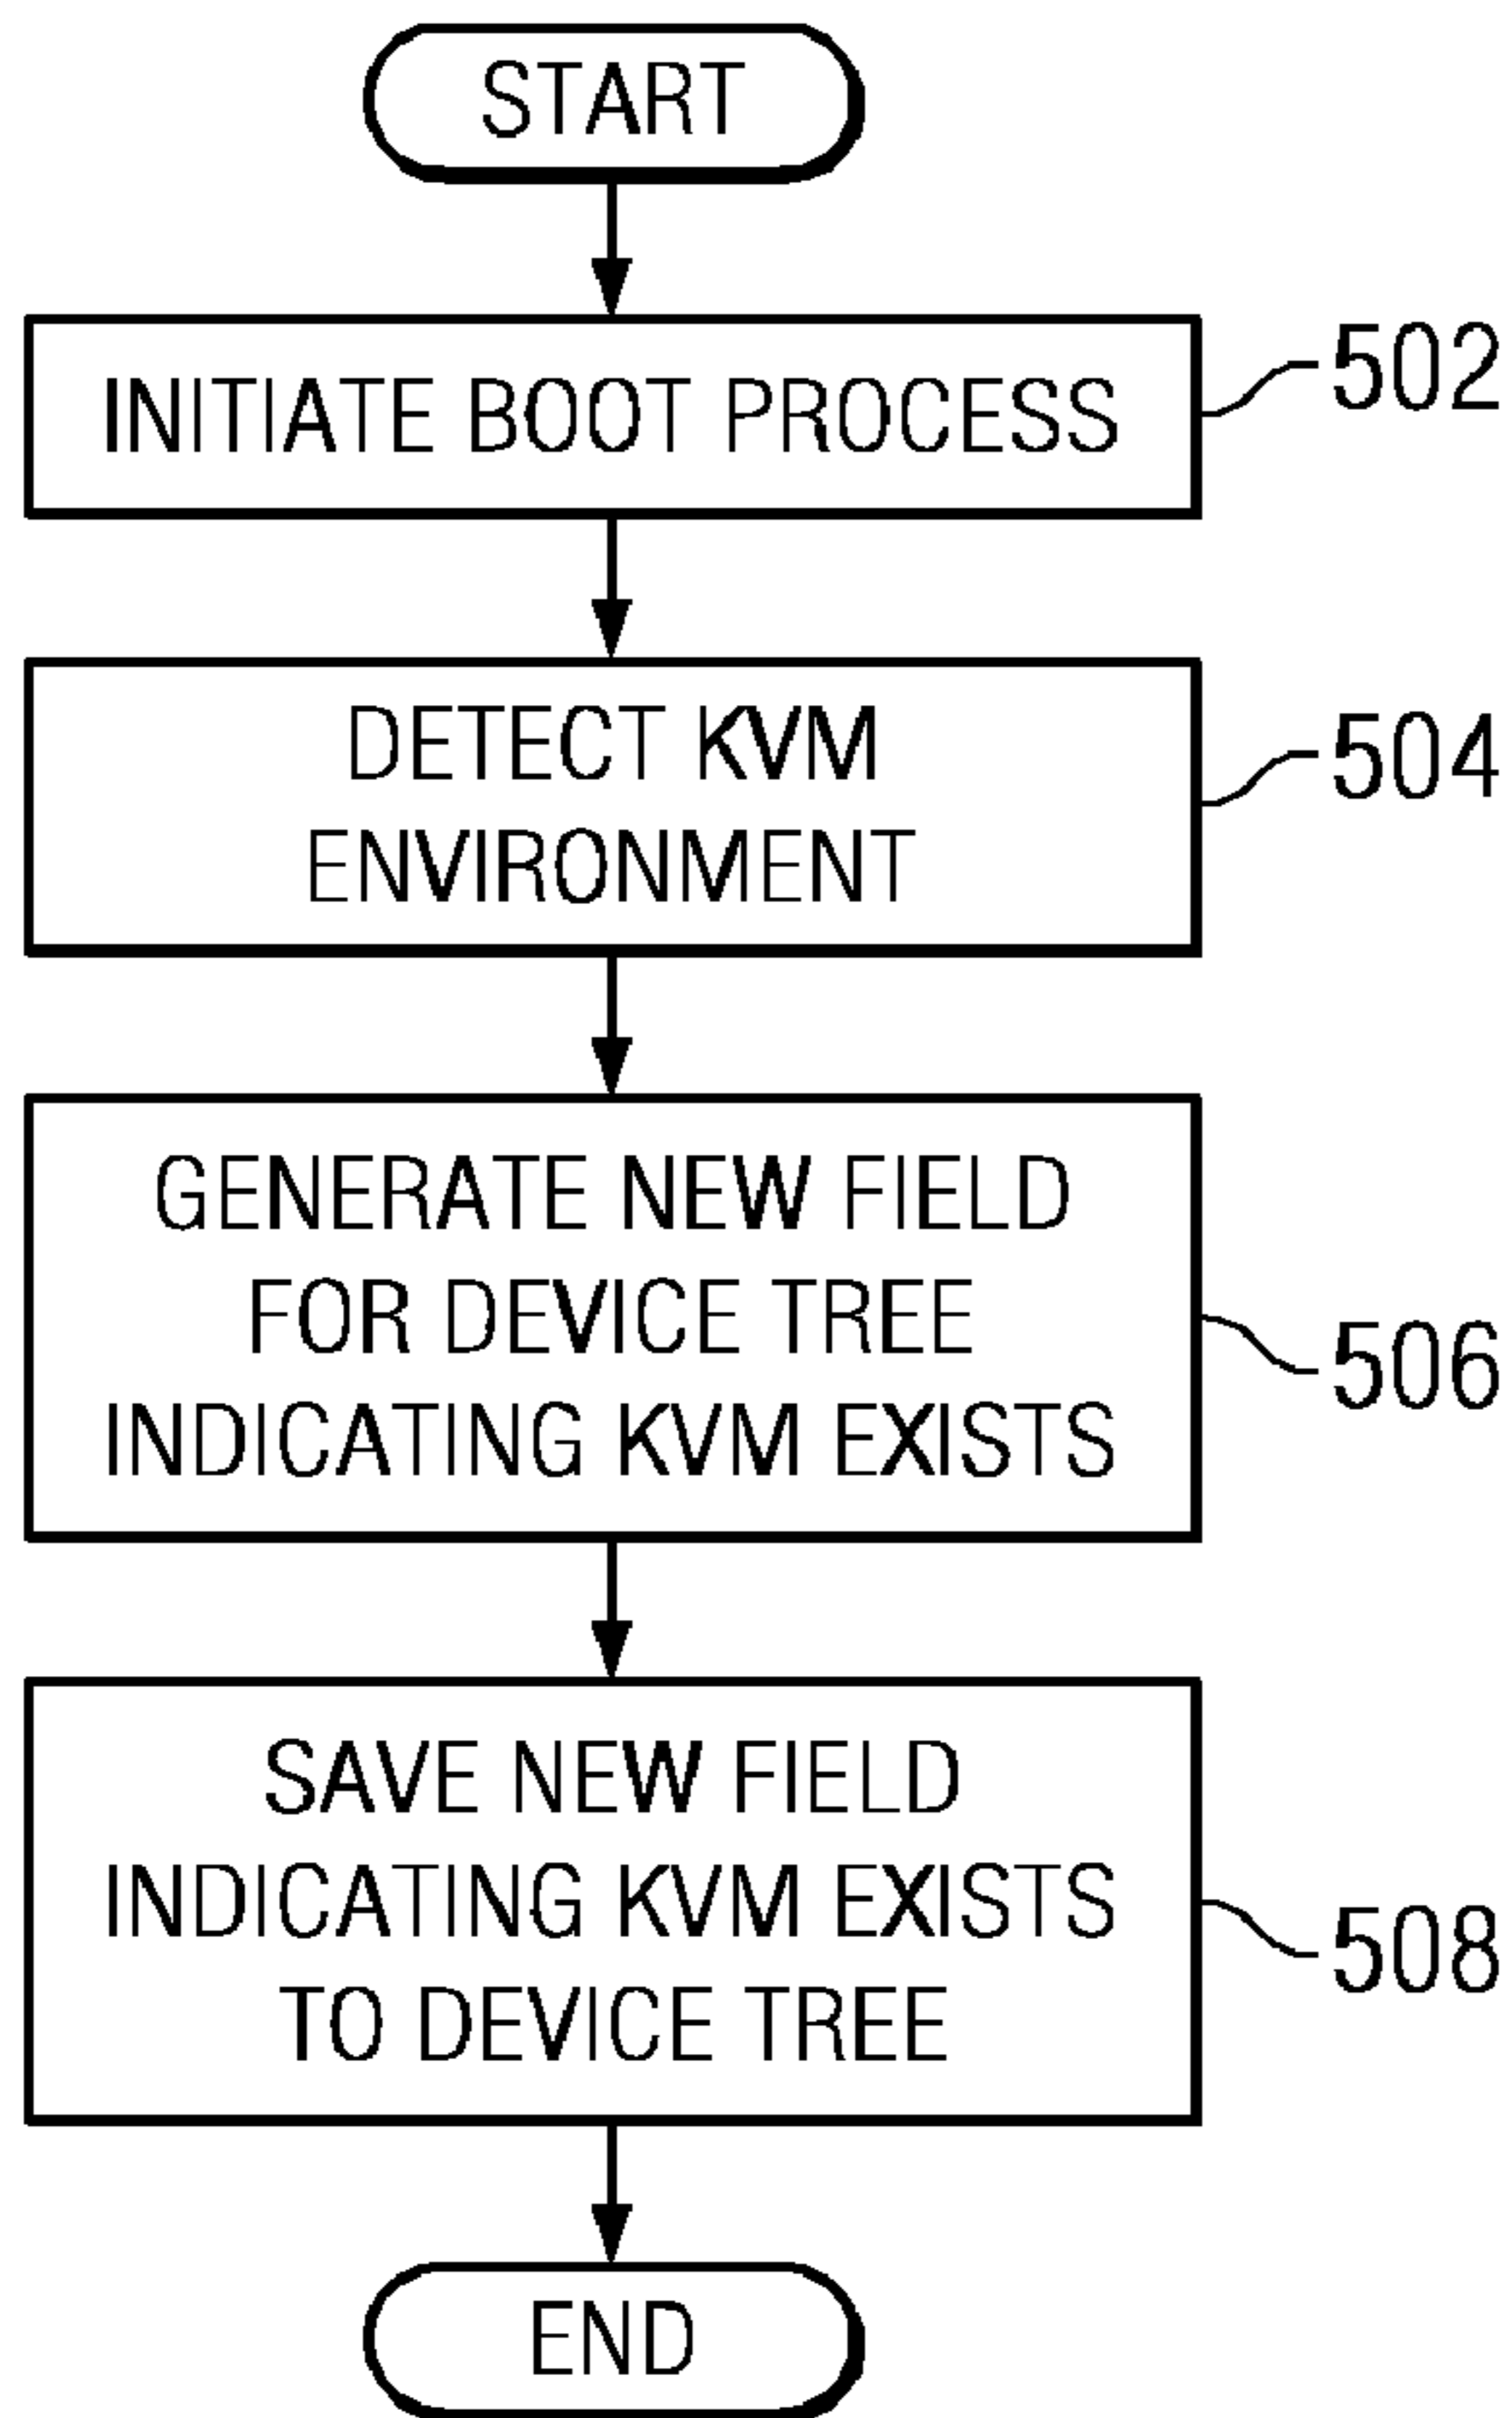 START
INITIATE BOOT PROCESS
502
DETECT KVM
ENVIRONMENT
504
GENERATE NEW FIELD
FOR DEVICE TREE
INDICATING KVM EXISTS
506
SAVE NEW FIELD
INDICATING KVM EXISTS
TO DEVICE TREE
508
END